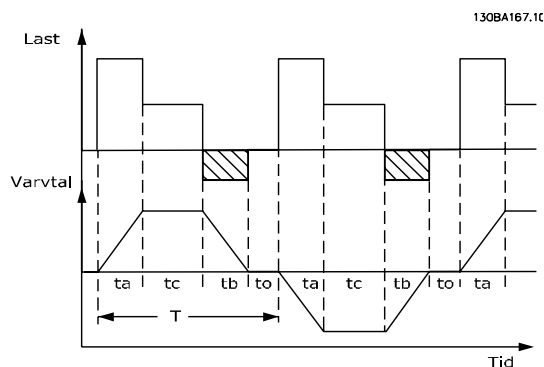 130BA167.10
Last
Varvtal
ta tc tb to ta tc tb to ta
T
Tid